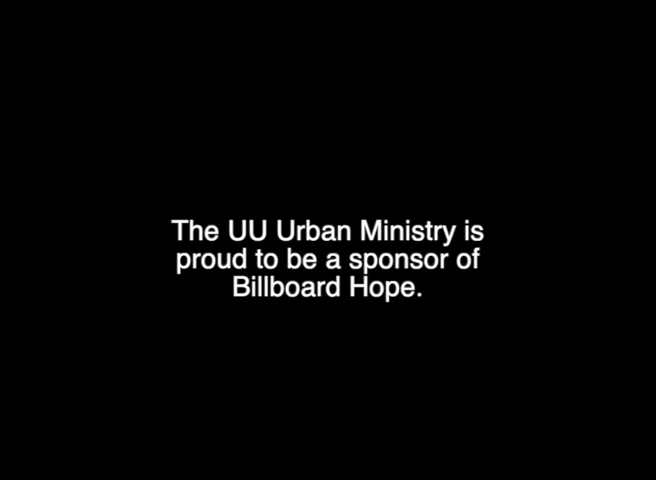 The UU Urban Ministry is
proud to be a sponsor of
Billboard Hope.